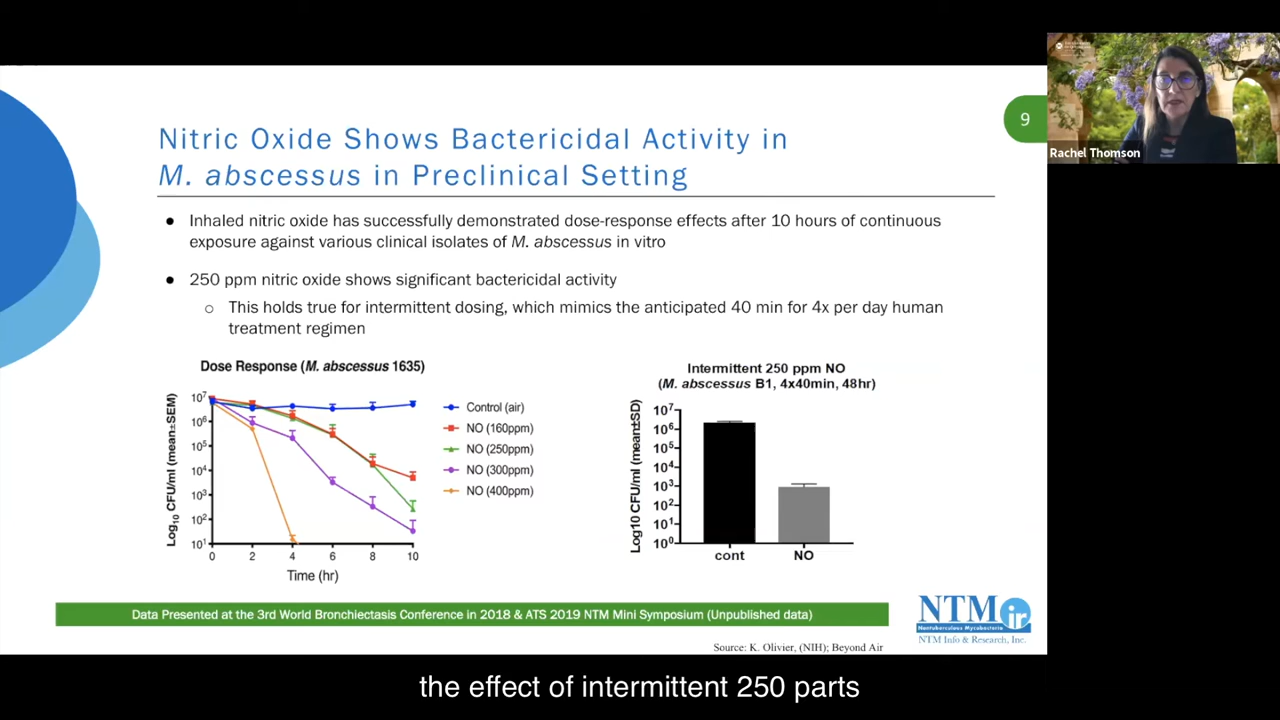 Nitric Oxide Shows Bactericidal Activity in
M. abscessus in Preclinical Setting
9
Rachel Thomson
● Inhaled nitric oxide has successfully demonstrated dose-response effects after 10 hours of continuous
exposure against various clinical isolates of M. abscessus in vitro
● 250 ppm nitric oxide shows significant bactericidal activity
○ This holds true for intermittent dosing, which mimics the anticipated 40 min for 4x per day human
treatment regimen
Dose Response (M. abscessus 1635)
Log10 CFU/ml (mean±SEM)
10^7
10^6
10^5
10^4
10^3
10^2
10^1
0 2 4 6 8 10
Time (hr)
Control (air)
NO (160ppm)
NO (250ppm)
NO (300ppm)
NO (400ppm)
Intermittent 250 ppm NO
(M. abscessus B1, 4x40min, 48hr)
Log10 CFU/ml (mean±SD)
10^7
10^6
10^5
10^4
10^3
10^2
10^1
10^0
cont NO
Data Presented at the 3rd World Bronchiectasis Conference in 2018 & ATS 2019 NTM Mini Symposium (Unpublished data)
NTMir
Nontuberculous Mycobacteria
NTM Info & Research, Inc.
Source: K. Olivier, (NIH); Beyond Air
the effect of intermittent 250 parts